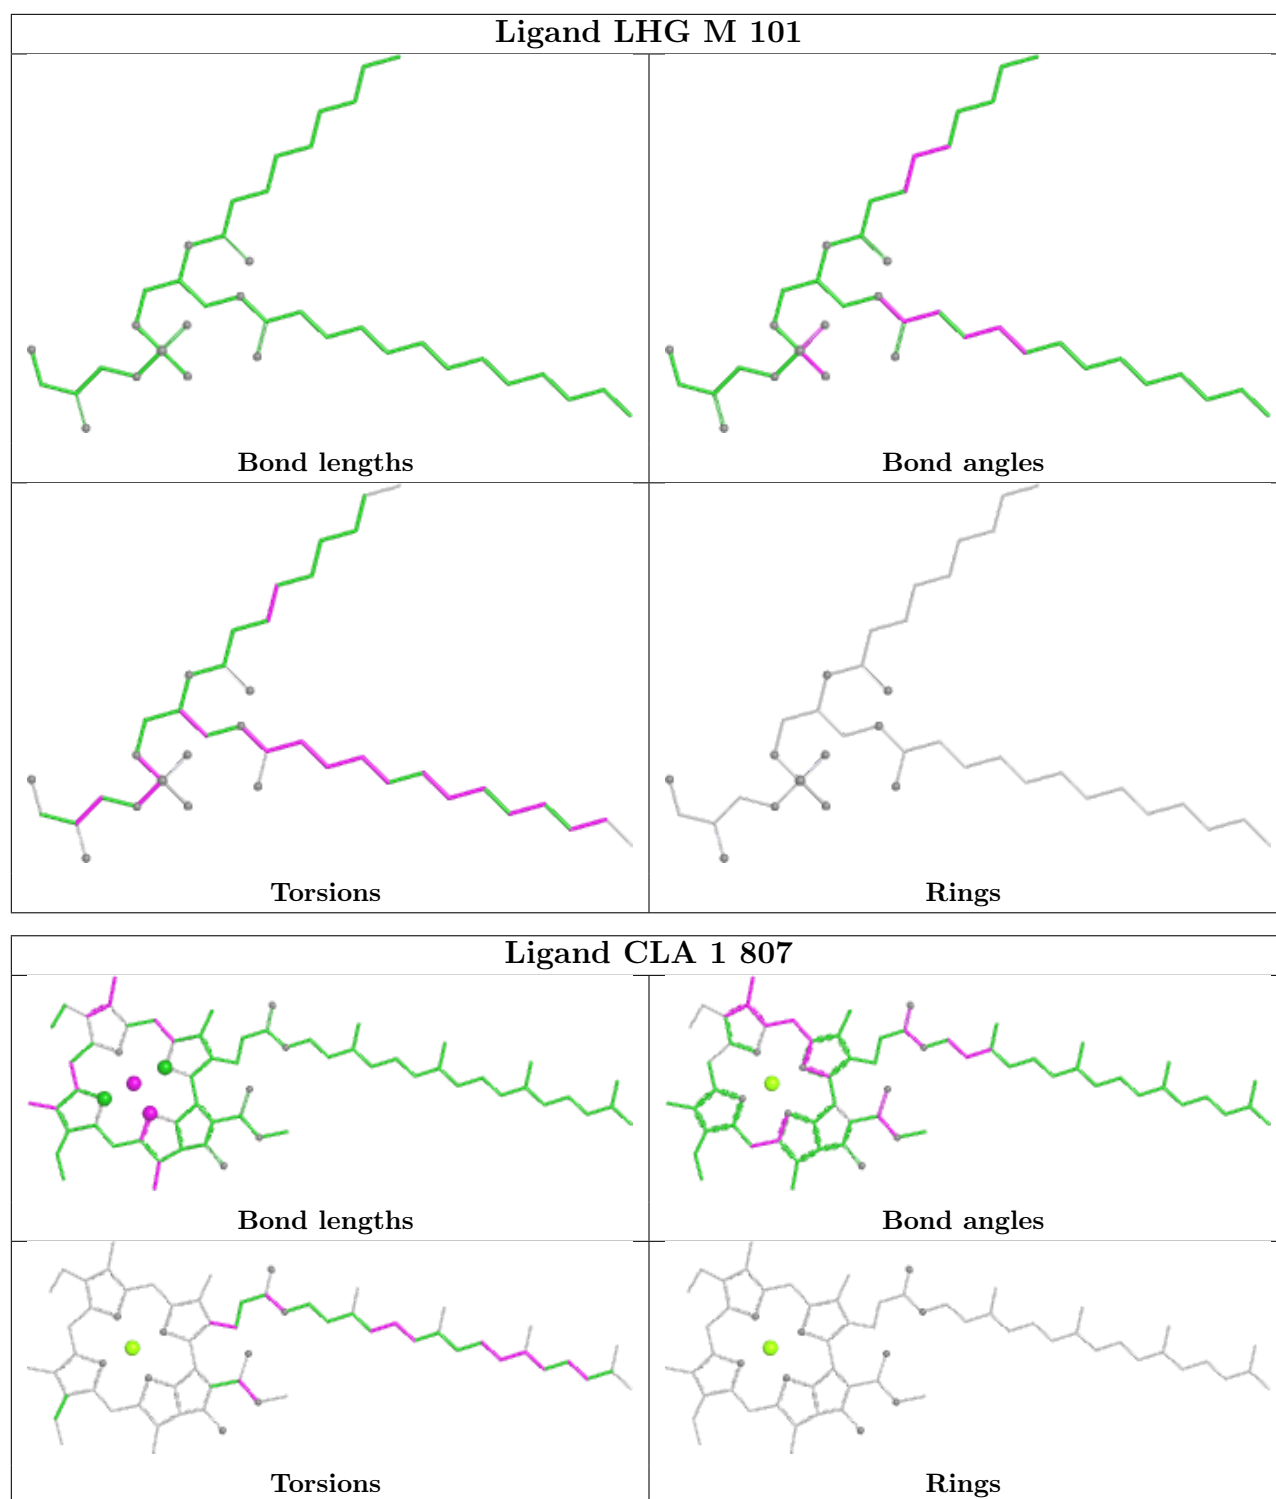 Ligand LHG M 101
Bond lengths
Bond angles
Torsions
Rings
Ligand CLA 1 807
Bond lengths
Bond angles
Torsions
Rings